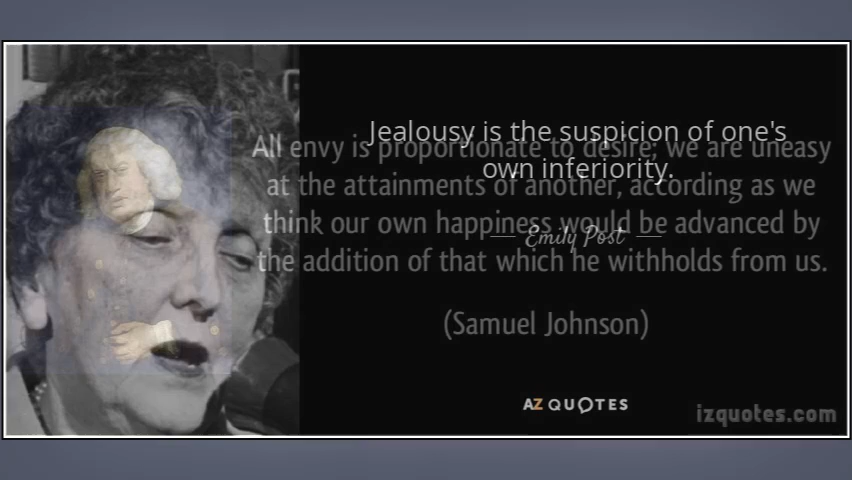 Jealousy is the suspicion of one's
own inferiority.
— Emily Post —
All envy is proportionate to desire; we are uneasy
at the attainments of another, according as we
think our own happiness would be advanced by
the addition of that which he withholds from us.
(Samuel Johnson)
AZ QUOTES
izquotes.com